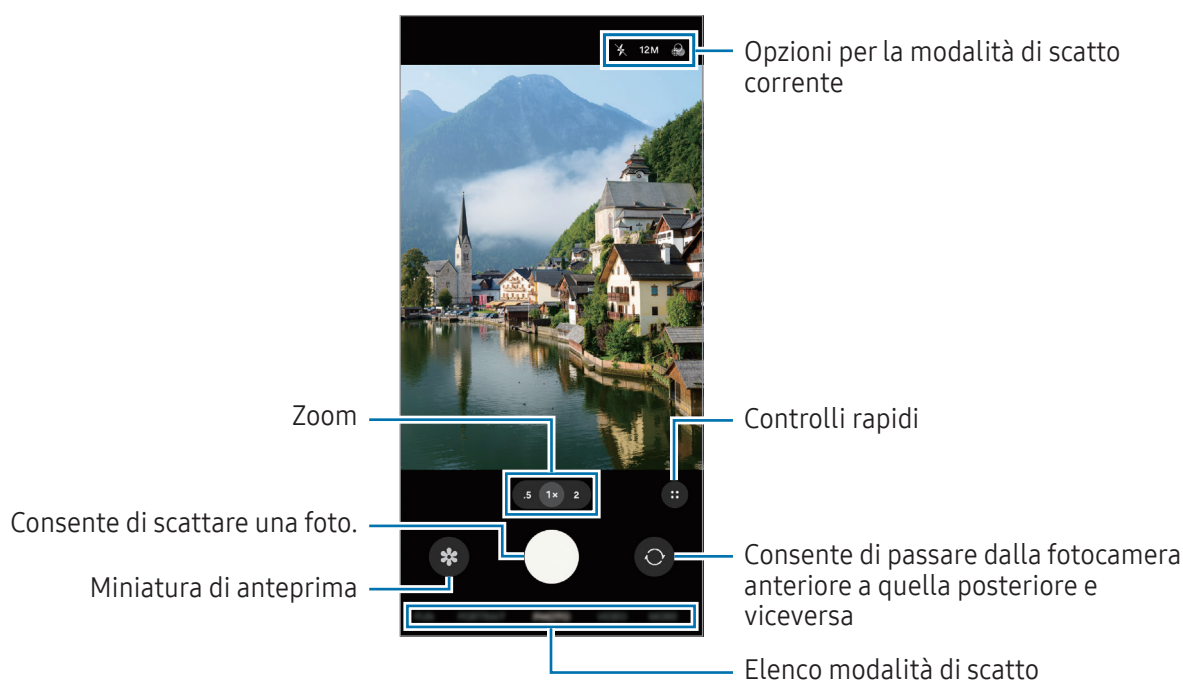 12M
Opzioni per la modalità di scatto
corrente
Zoom
Controlli rapidi
.5 1× 2
Consente di scattare una foto.
Consente di passare dalla fotocamera
anteriore a quella posteriore e
viceversa
Miniatura di anteprima
PHOTO
Elenco modalità di scatto